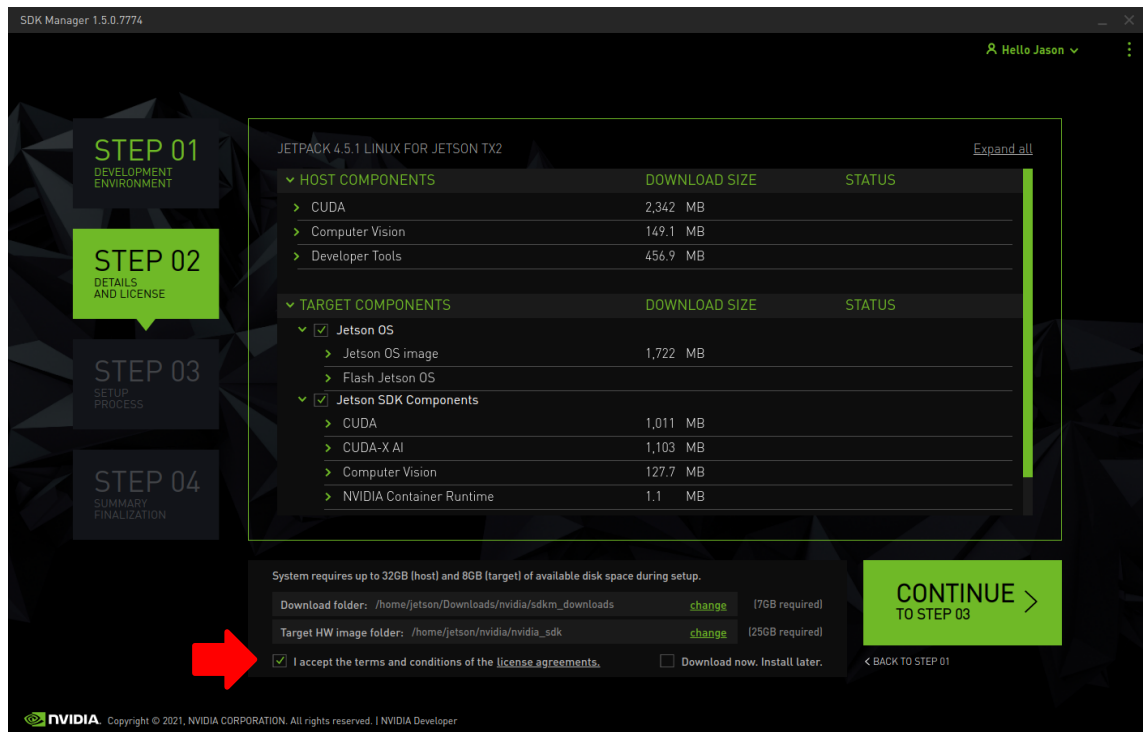 SDK Manager 1.5.0.7774
Hello Jason
STEP 01
DEVELOPMENT
ENVIRONMENT
STEP 02
DETAILS
AND LICENSE
STEP 03
SETUP
PROCESS
STEP 04
SUMMARY
FINALIZATION
JETPACK 4.5.1 LINUX FOR JETSON TX2 Expand all
HOST COMPONENTS DOWNLOAD SIZE STATUS
CUDA 2,342 MB
Computer Vision 149.1 MB
Developer Tools 456.9 MB
TARGET COMPONENTS DOWNLOAD SIZE STATUS
Jetson OS
Jetson OS image 1,722 MB
Flash Jetson OS
Jetson SDK Components
CUDA 1,011 MB
CUDA-X AI 1,103 MB
Computer Vision 127.7 MB
NVIDIA Container Runtime 1.1 MB
System requires up to 32GB (host) and 8GB (target) of available disk space during setup.
Download folder: /home/jetson/Downloads/nvidia/sdkm_downloads change (7GB required)
Target HW image folder: /home/jetson/nvidia/nvidia_sdk change (25GB required)
I accept the terms and conditions of the license agreements. Download now. Install later.
CONTINUE
TO STEP 03
< BACK TO STEP 01
NVIDIA. Copyright © 2021, NVIDIA CORPORATION. All rights reserved. | NVIDIA Developer